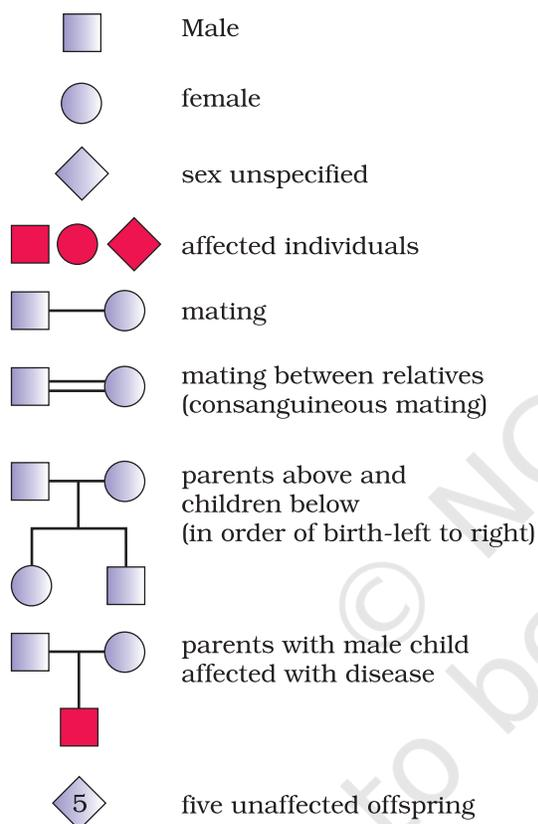 Male
female
sex unspecified
affected individuals
mating
mating between relatives
(consanguineous mating)
parents above and
children below
(in order of birth-left to right)
parents with male child
affected with disease
5
five unaffected offspring
© N
to b